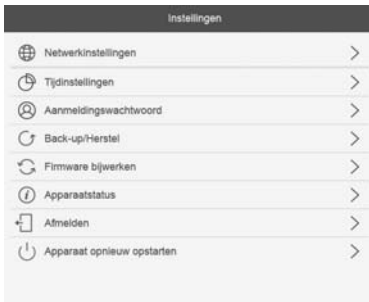 Instellingen
Netwerkinstellingen
Tijdinstellingen
Aanmeldingswachtwoord
Back-up/Herstel
Firmware bijwerken
Apparaatstatus
Afmelden
Apparaat opnieuw opstarten